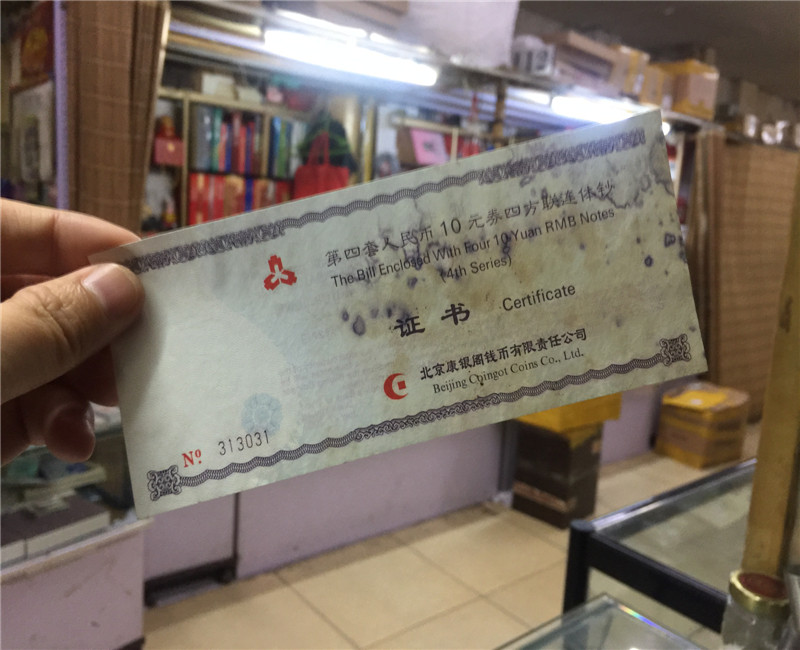 第四套人民币10元券四方联连体钞
The Bill Enclosed With Four 10 Yuan RMB Notes
(4th Series)
证书 Certificate
北京康银阁钱币有限责任公司
Beijing Coingot Coins Co., Ltd.
Nº 313031